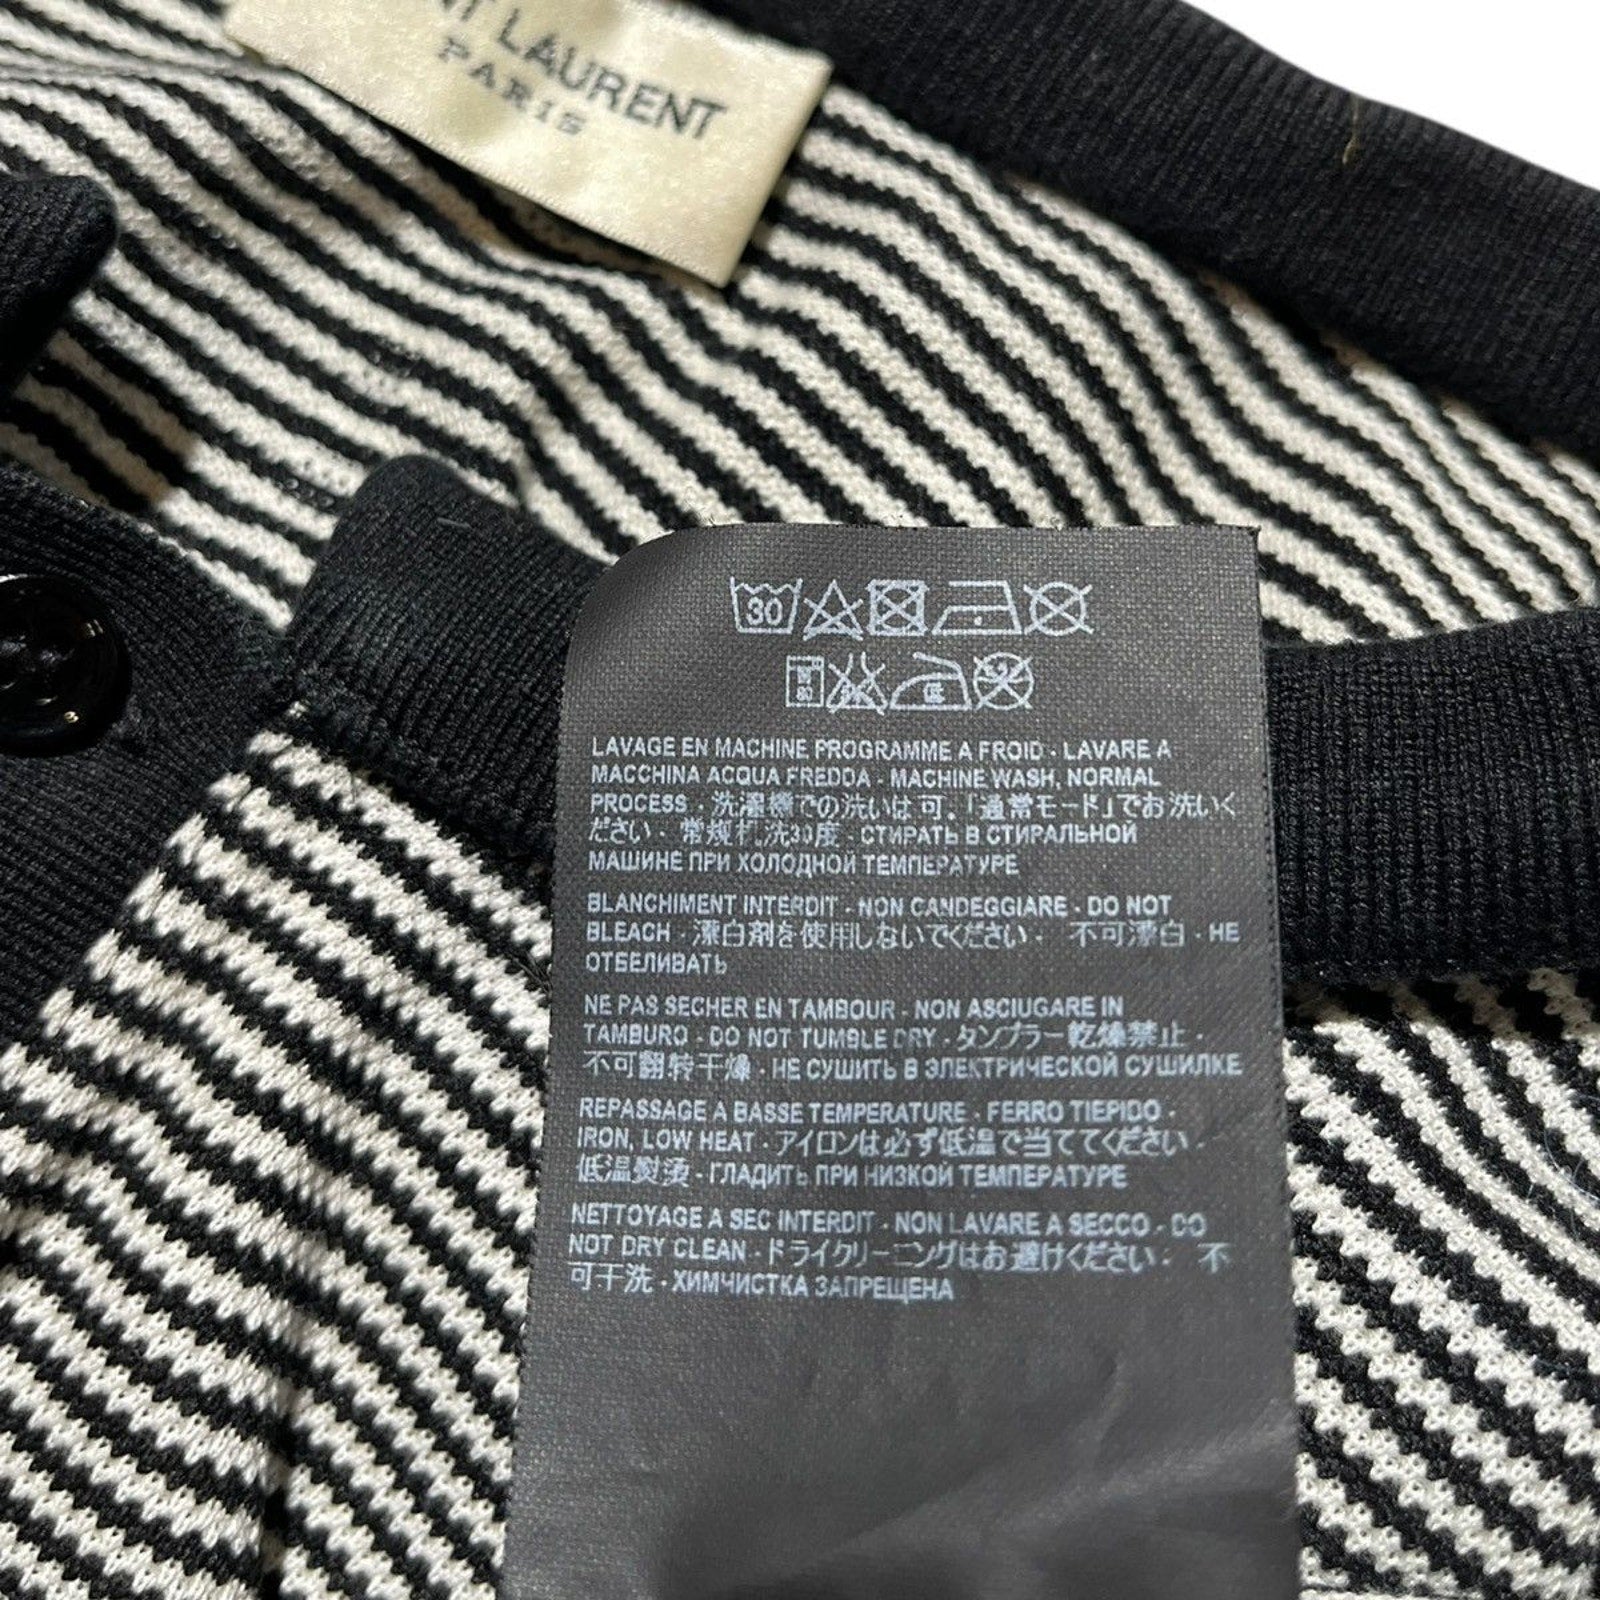 LAURENT
PARIS
30
LAVAGE EN MACHINE PROGRAMME A FROID - LAVARE A
MACCHINA ACQUA FREDDA - MACHINE WASH, NORMAL
PROCESS - 洗濯機での洗いは可.「通常モード」でお洗いく
ださい - 常规机洗30度 - СТИРАТЬ В СТИРАЛЬНОЙ
МАШИНЕ ПРИ ХОЛОДНОЙ ТЕМПЕРАТУРЕ
BLANCHIMENT INTERDIT - NON CANDEGGIARE - DO NOT
BLEACH - 漂白剤を使用しないでください - 不可漂白 - НЕ
ОТБЕЛИВАТЬ
NE PAS SECHER EN TAMBOUR - NON ASCIUGARE IN
TAMBURO - DO NOT TUMBLE DRY - タンブラー乾燥禁止 -
不可翻转干燥 - НЕ СУШИТЬ В ЭЛЕКТРИЧЕСКОЙ СУШИЛКЕ
REPASSAGE A BASSE TEMPERATURE - FERRO TIEPIDO -
IRON, LOW HEAT - アイロンは必ず低温で当ててください -
低温熨烫 - ГЛАДИТЬ ПРИ НИЗКОЙ ТЕМПЕРАТУРЕ
NETTOYAGE A SEC INTERDIT - NON LAVARE A SECCO - DO
NOT DRY CLEAN - ドライクリーニングはお避けください - 不
可干洗 - ХИМЧИСТКА ЗАПРЕЩЕНА